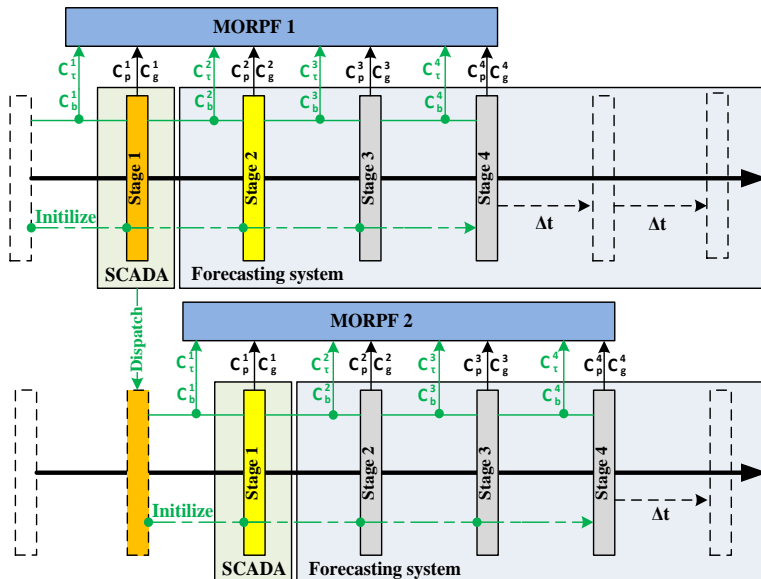 MORPF 1
C_τ^1 C_p^1 C_g^1 C_τ^2 C_p^2 C_g^2 C_τ^3 C_p^3 C_g^3 C_τ^4 C_p^4 C_g^4
C_b^1 C_b^2 C_b^3 C_b^4
Stage 1 Stage 2 Stage 3 Stage 4
Initilize Δt Δt
SCADA Forecasting system
Dispatch
MORPF 2
C_τ^1 C_p^1 C_g^1 C_τ^2 C_p^2 C_g^2 C_τ^3 C_p^3 C_g^3 C_τ^4 C_p^4 C_g^4
C_b^1 C_b^2 C_b^3 C_b^4
Stage 1 Stage 2 Stage 3 Stage 4
Initilize Δt
SCADA Forecasting system